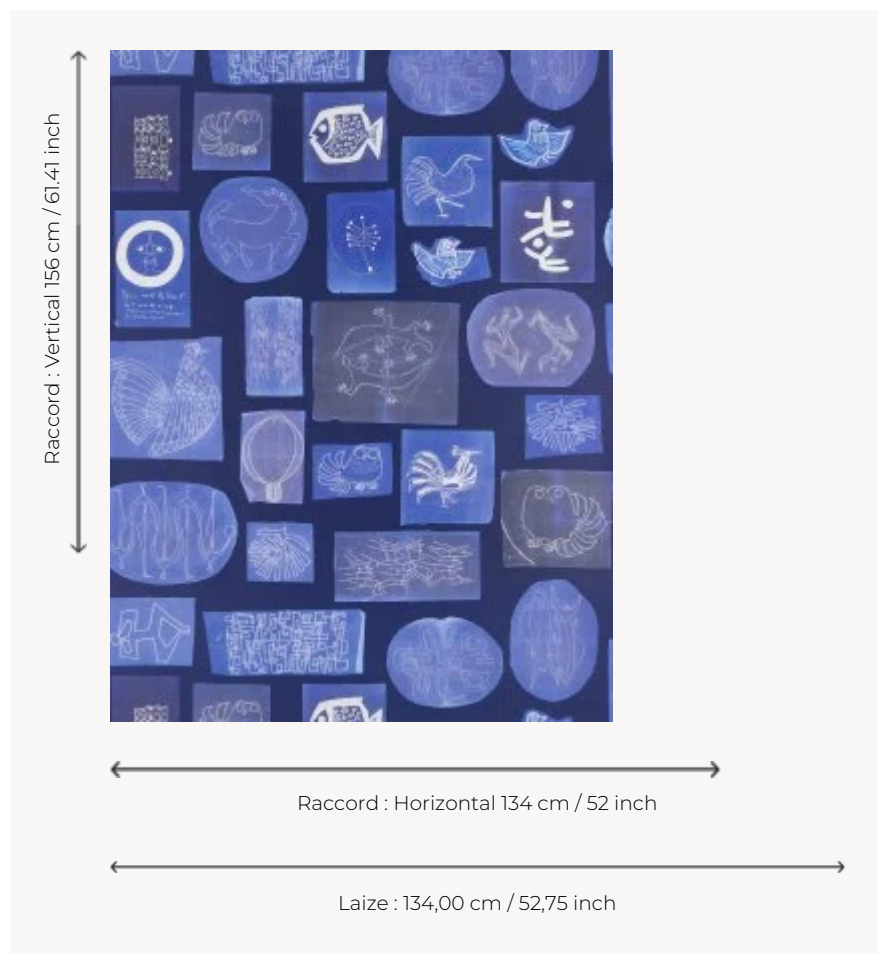 Raccord : Vertical 156 cm / 61.41 inch
Raccord : Horizontal 134 cm / 52 inch
Laize : 134,00 cm / 52,75 inch